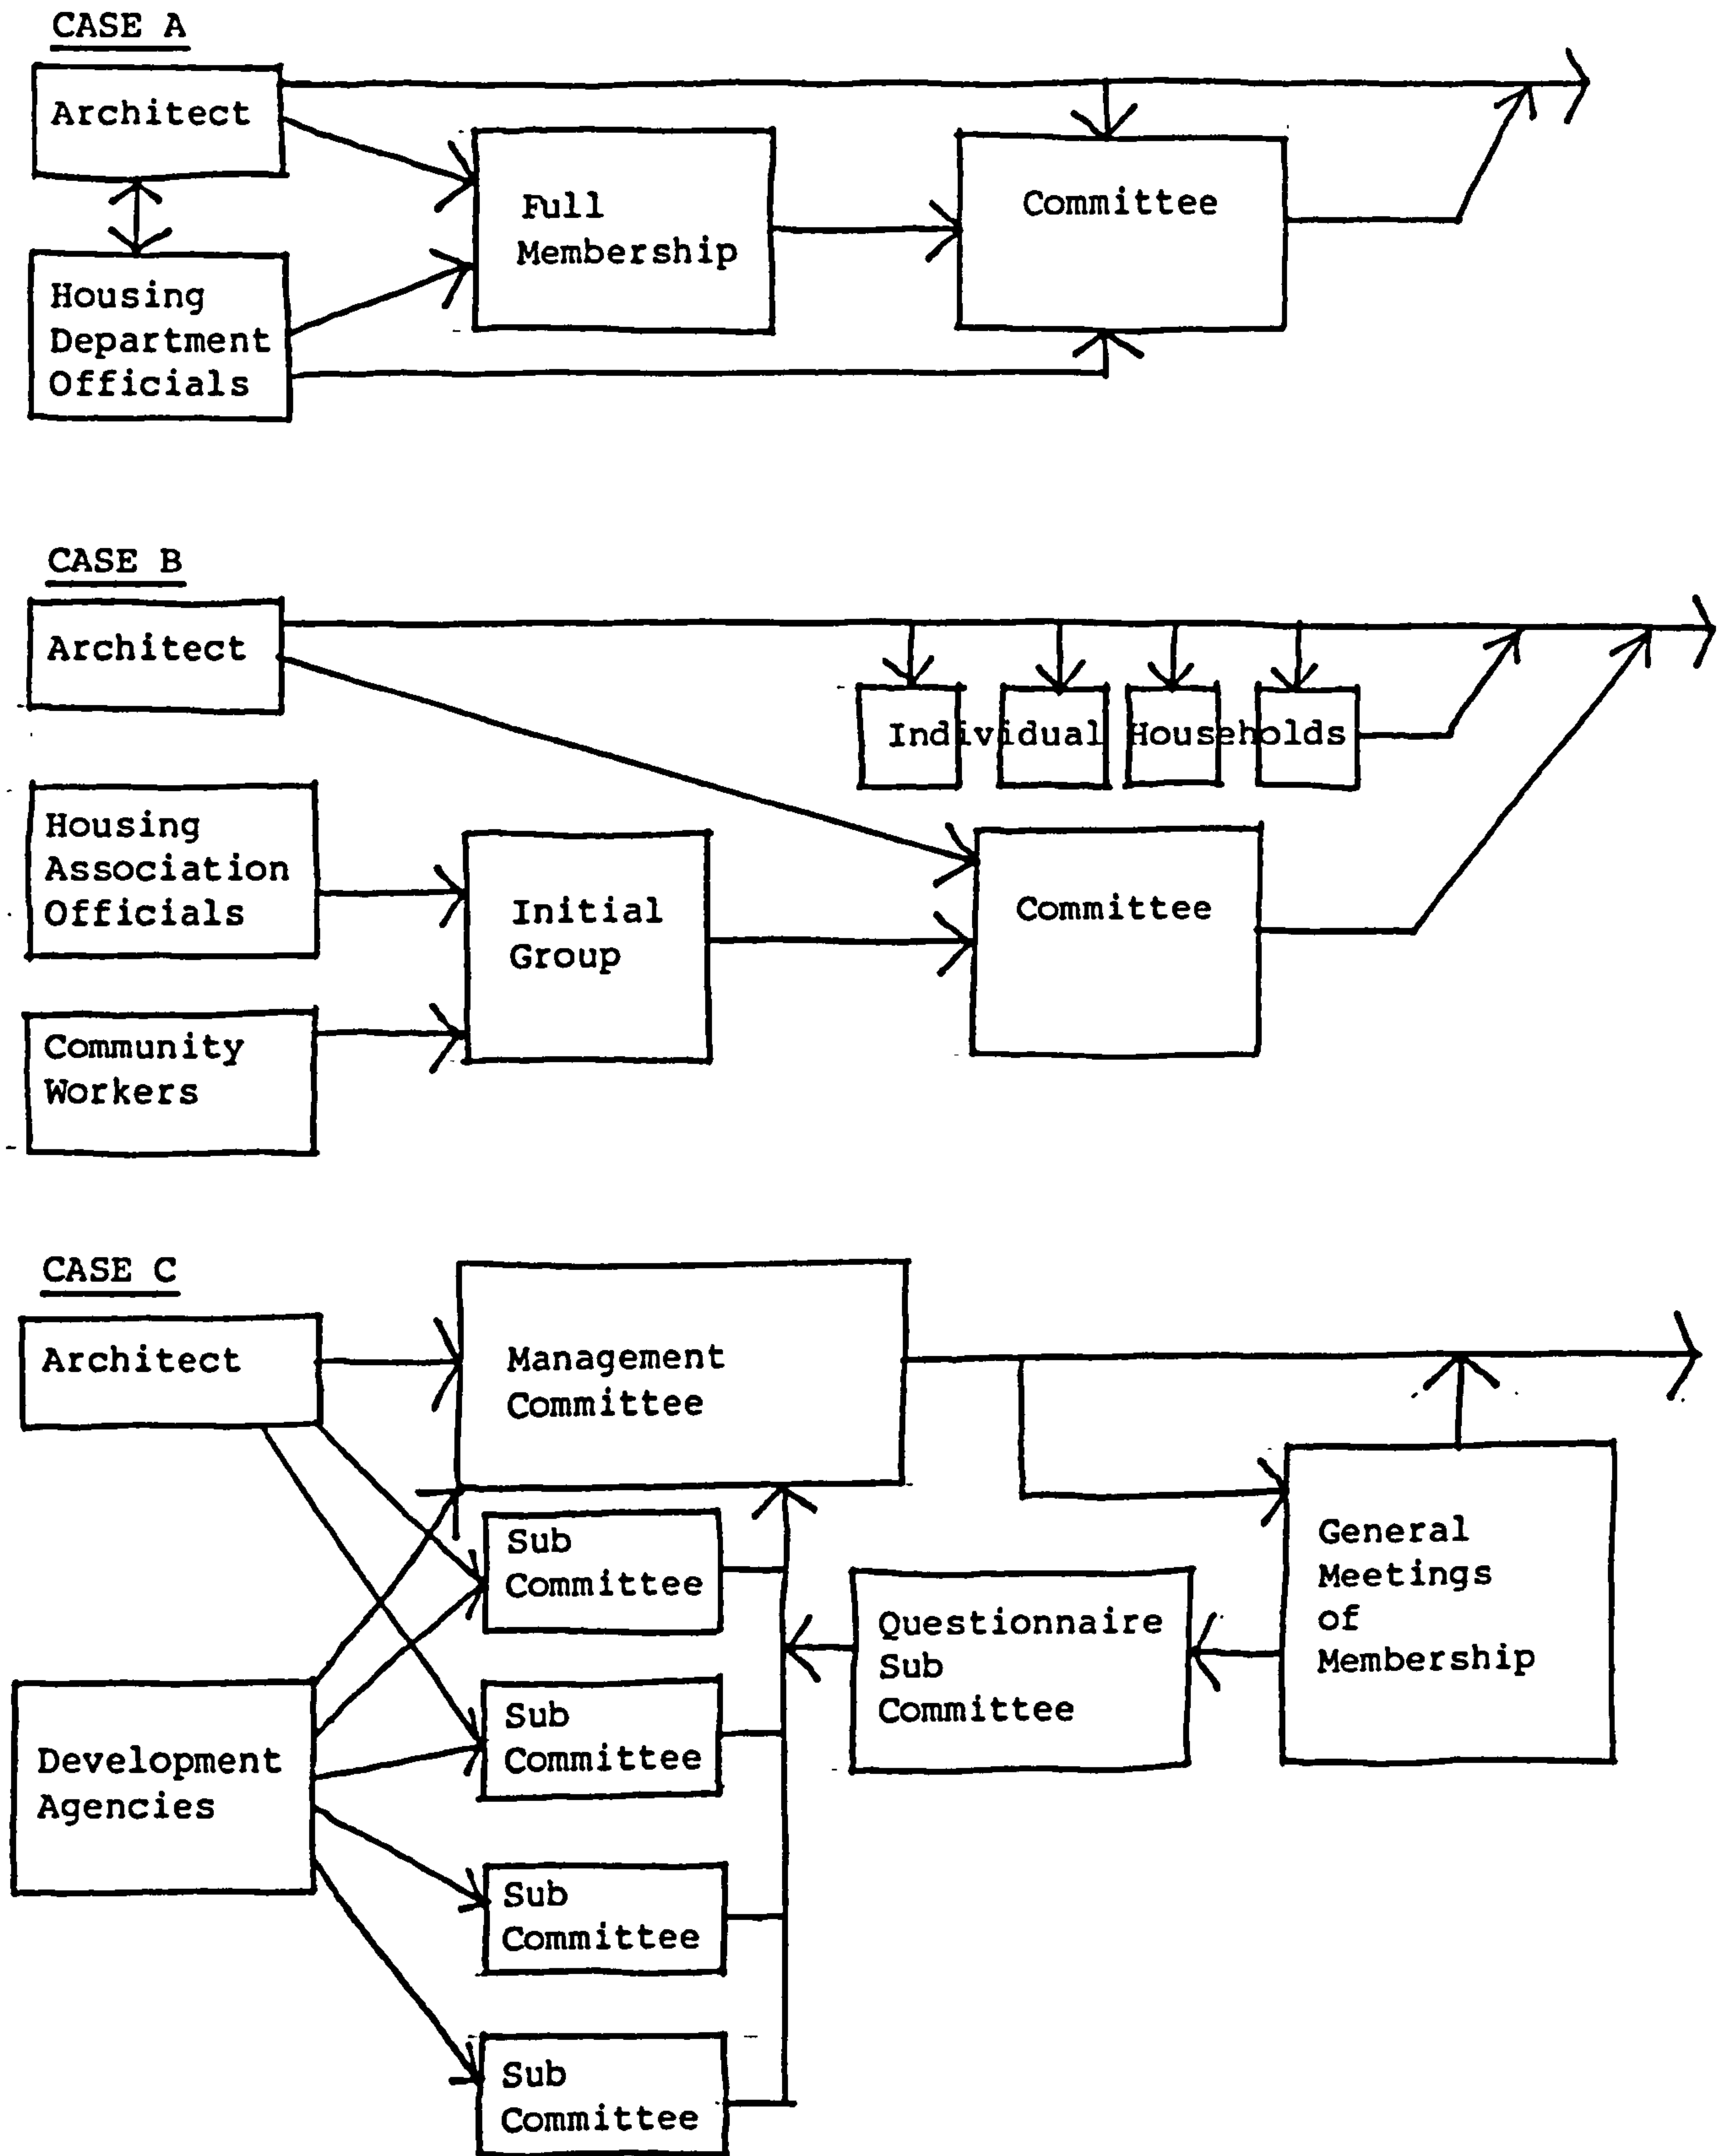 CASE A
Architect
Full
Membership
Committee
Housing
Department
Officials
CASE B
Architect
Individual Households
Housing
Association
Officials
Initial
Group
Committee
Community
Workers
CASE C
Architect
Management
Committee
Sub
Committee
General
Meetings
of
Membership
Questionnaire
Sub
Committee
Sub
Committee
Development
Agencies
Sub
Committee
Sub
Committee